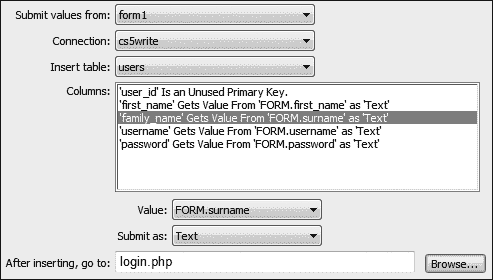 Submit values from: form1
Connection: cs5write
Insert table: users
Columns: 'user_id' Is an Unused Primary Key.
'first_name' Gets Value From 'FORM.first_name' as 'Text'
'family_name' Gets Value From 'FORM.surname' as 'Text'
'username' Gets Value From 'FORM.username' as 'Text'
'password' Gets Value From 'FORM.password' as 'Text'
Value: FORM.surname
Submit as: Text
After inserting, go to: login.php Browse...